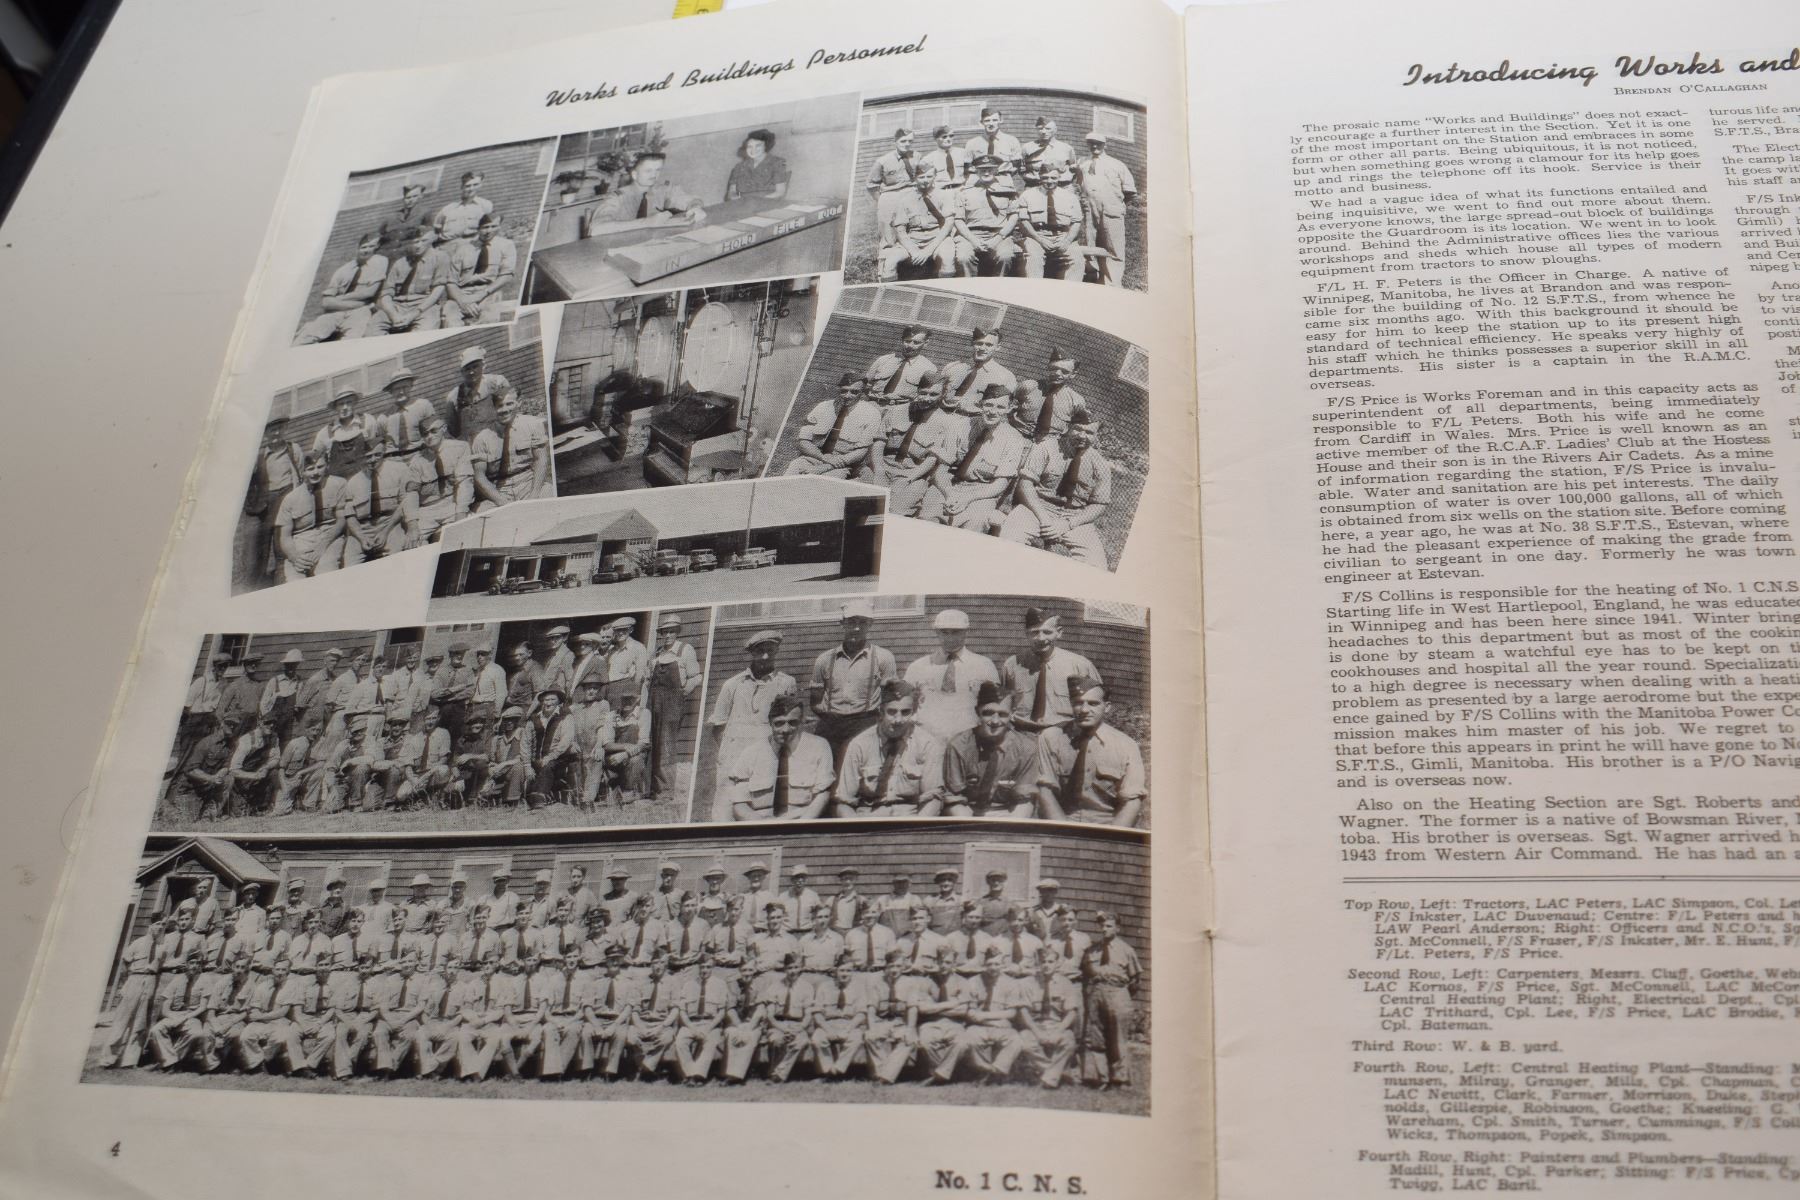 Works and Buildings Personnel
IN
HOLD
FILE
OUT
4
No. 1 C. N. S.
Introducing Works and
BRENDAN O'CALLAGHAN
The prosaic name "Works and Buildings" does not exact-
ly encourage a further interest in the Section. Yet it is one
of the most important on the Station and embraces in some
form or other all parts. Being ubiquitous, it is not noticed,
but when something goes wrong a clamour for its help goes
up and rings the telephone off its hook. Service is their
motto and business.
We had a vague idea of what its functions entailed and
being inquisitive, we went to find out more about them.
As everyone knows, the large spread-out block of buildings
opposite the Guardroom is its location. We went in to look
around. Behind the Administrative offices lies the various
workshops and sheds which house all types of modern
equipment from tractors to snow ploughs.
F/L H. F. Peters is the Officer in Charge. A native of
Winnipeg, Manitoba, he lives at Brandon and was respon-
sible for the building of No. 12 S.F.T.S., from whence he
came six months ago. With this background it should be
easy for him to keep the station up to its present high
standard of technical efficiency. He speaks very highly of
his staff which he thinks possesses a superior skill in all
departments. His sister is a captain in the R.A.M.C.
overseas.
F/S Price is Works Foreman and in this capacity acts as
superintendent of all departments, being immediately
responsible to F/L Peters. Both his wife and he come
from Cardiff in Wales. Mrs. Price is well known as an
active member of the R.C.A.F. Ladies' Club at the Hostess
House and their son is in the Rivers Air Cadets. As a mine
of information regarding the station, F/S Price is invalu-
able. Water and sanitation are his pet interests. The daily
consumption of water is over 100,000 gallons, all of which
is obtained from six wells on the station site. Before coming
here, a year ago, he was at No. 38 S.F.T.S., Estevan, where
he had the pleasant experience of making the grade from
civilian to sergeant in one day. Formerly he was town
engineer at Estevan.
F/S Collins is responsible for the heating of No. 1 C.N.S.
Starting life in West Hartlepool, England, he was educated
in Winnipeg and has been here since 1941. Winter bring
headaches to this department but as most of the cookin
is done by steam a watchful eye has to be kept on t
cookhouses and hospital all the year round. Specializati
to a high degree is necessary when dealing with a heati
problem as presented by a large aerodrome but the expe
ence gained by F/S Collins with the Manitoba Power Co
mission makes him master of his job. We regret to
that before this appears in print he will have gone to No
S.F.T.S., Gimli, Manitoba. His brother is a P/O Navig
and is overseas now.
Also on the Heating Section are Sgt. Roberts and
Wagner. The former is a native of Bowsman River,
toba. His brother is overseas. Sgt. Wagner arrived h
1943 from Western Air Command. He has had an a
turous life and
he served.
S.F.T.S., Bra
The Elect
the camp la
It goes wit
his staff a
F/S Ink
through
Gimli) h
arrived
and Bui
and Cer
nipeg b
Ano
by tra
to vis
conti
posti
M
thei
Joh
of
st
Top Row, Left: Tractors, LAC Peters, LAC Simpson, Col. Le
F/S Inkster, LAC Duvenaud; Centre: F/L Peters and h
LAW Pearl Anderson; Right: Officers and N.C.O.'s, Sg
Sgt. McConnell, F/S Fraser, F/S Inkster, Mr. E. Hunt, F/
F/Lt. Peters, F/S Price.
Second Row, Left: Carpenters, Messrs. Cluff, Goethe, Web
LAC Kornos, F/S Price, Sgt. McConnell, LAC McCor
Central Heating Plant; Right, Electrical Dept., Cpl
LAC Trithard, Cpl. Lee, F/S Price, LAC Brodie, F
Cpl. Bateman.
Third Row: W. & B. yard.
Fourth Row, Left: Central Heating Plant—Standing: M
munsen, Milray, Granger, Mills, Cpl. Chapman, C
LAC Newitt, Clark, Farmer, Morrison, Duke, Step
nolds, Gillespie, Robinson, Goethe; Kneeling: G.
Wareham, Cpl. Smith, Turner, Cummings, F/S Coll
Wicks, Thompson, Popek, Simpson.
Fourth Row, Right: Painters and Plumbers—Standing:
Madill, Hunt, Cpl. Parker; Sitting: F/S Price, Cp
Twigg, LAC Baril.